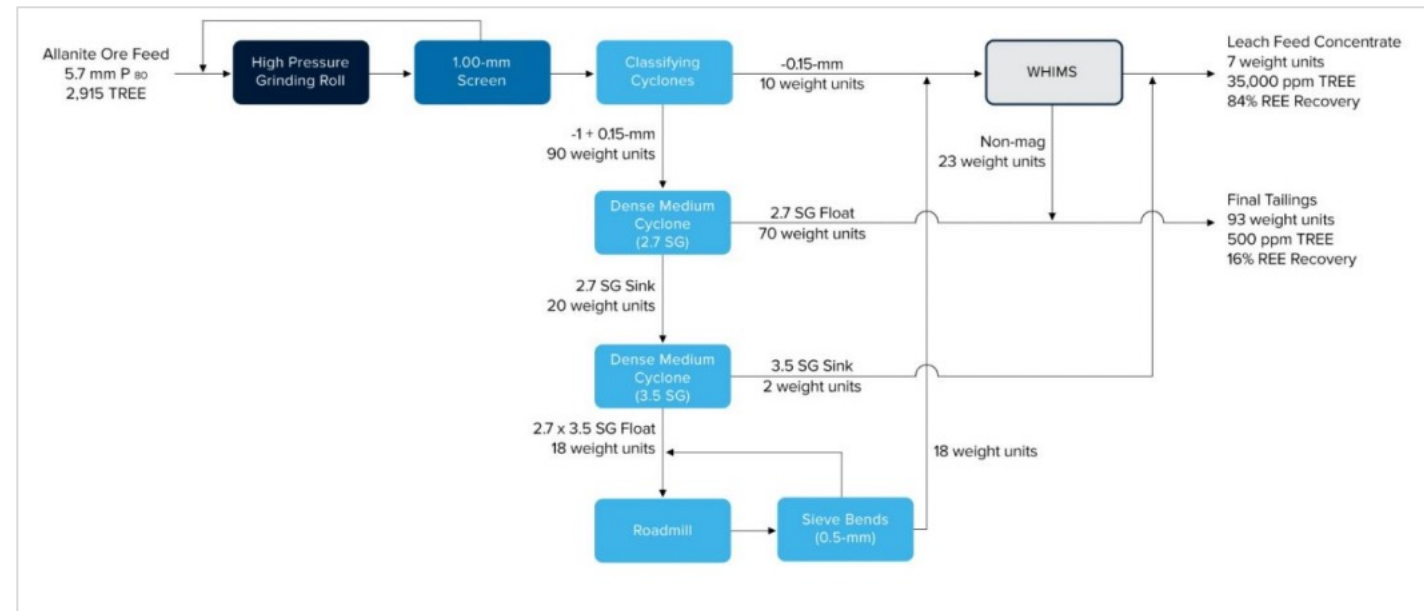 Allanite Ore Feed
5.7 mm P 80
2,915 TREE
High Pressure
Grinding Roll
1.00-mm
Screen
Classifying
Cyclones
-0.15-mm
10 weight units
WHIMS
Leach Feed Concentrate
7 weight units
35,000 ppm TREE
84% REE Recovery
-1 + 0.15-mm
90 weight units
Non-mag
23 weight units
Dense Medium
Cyclone
(2.7 SG)
2.7 SG Float
70 weight units
Final Tailings
93 weight units
500 ppm TREE
16% REE Recovery
2.7 SG Sink
20 weight units
Dense Medium
Cyclone
(3.5 SG)
3.5 SG Sink
2 weight units
2.7 x 3.5 SG Float
18 weight units
18 weight units
Roadmill
Sieve Bends
(0.5-mm)